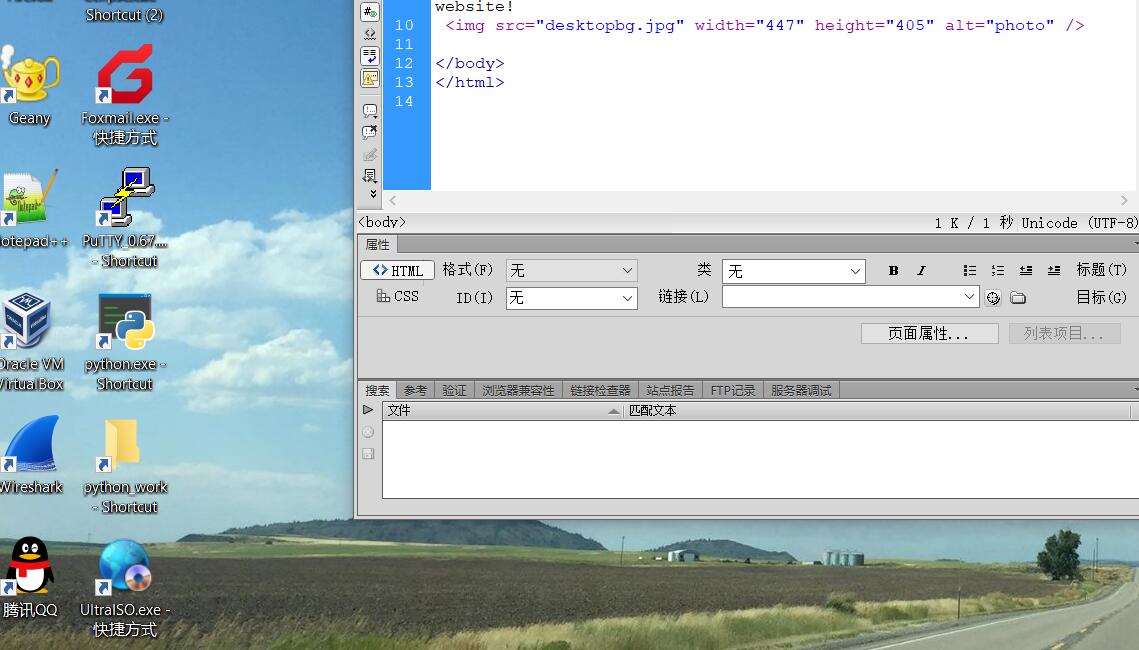 Shortcut (2)
Geany
Foxmail.exe -
快捷方式
otepad++
PuTTY_0.67....
- Shortcut
Oracle VM
VirtualBox
python.exe -
Shortcut
Wireshark
python_work
- Shortcut
腾讯QQ
UltraISO.exe -
快捷方式
website!
10 <img src="desktopbg.jpg" width="447" height="405" alt="photo" />
11
12 </body>
13 </html>
14
<body>
1 K / 1 秒 Unicode (UTF-8)
属性
<> HTML 格式(F) 无 类 无 B I 标题(T)
CSS ID(I) 无 链接(L) 目标(G)
页面属性... 列表项目...
搜索 参考 验证 浏览器兼容性 链接检查器 站点报告 FTP记录 服务器调试
文件 匹配文本